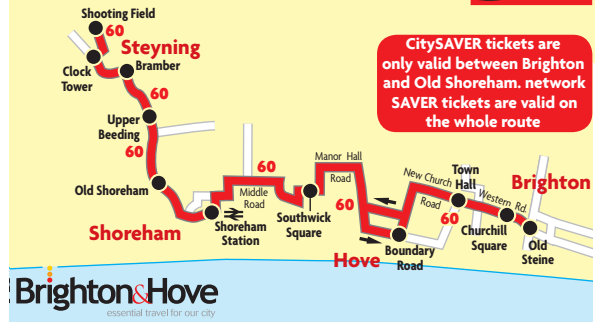 Shooting Field
60
Steyning
Clock
Tower
Bramber
60
Upper
Beeding
60
CitySAVER tickets are
only valid between Brighton
and Old Shoreham. network
SAVER tickets are valid on
the whole route
Old Shoreham
Shoreham
Shoreham
Station
Middle
Road
60
Southwick
Square
Manor Hall
Road
60
Hove
Boundary
Road
New Church
Road
Town
Hall
60
Western Rd.
Churchill
Square
Brighton
Old
Steine
Brighton&Hove
essential travel for our city